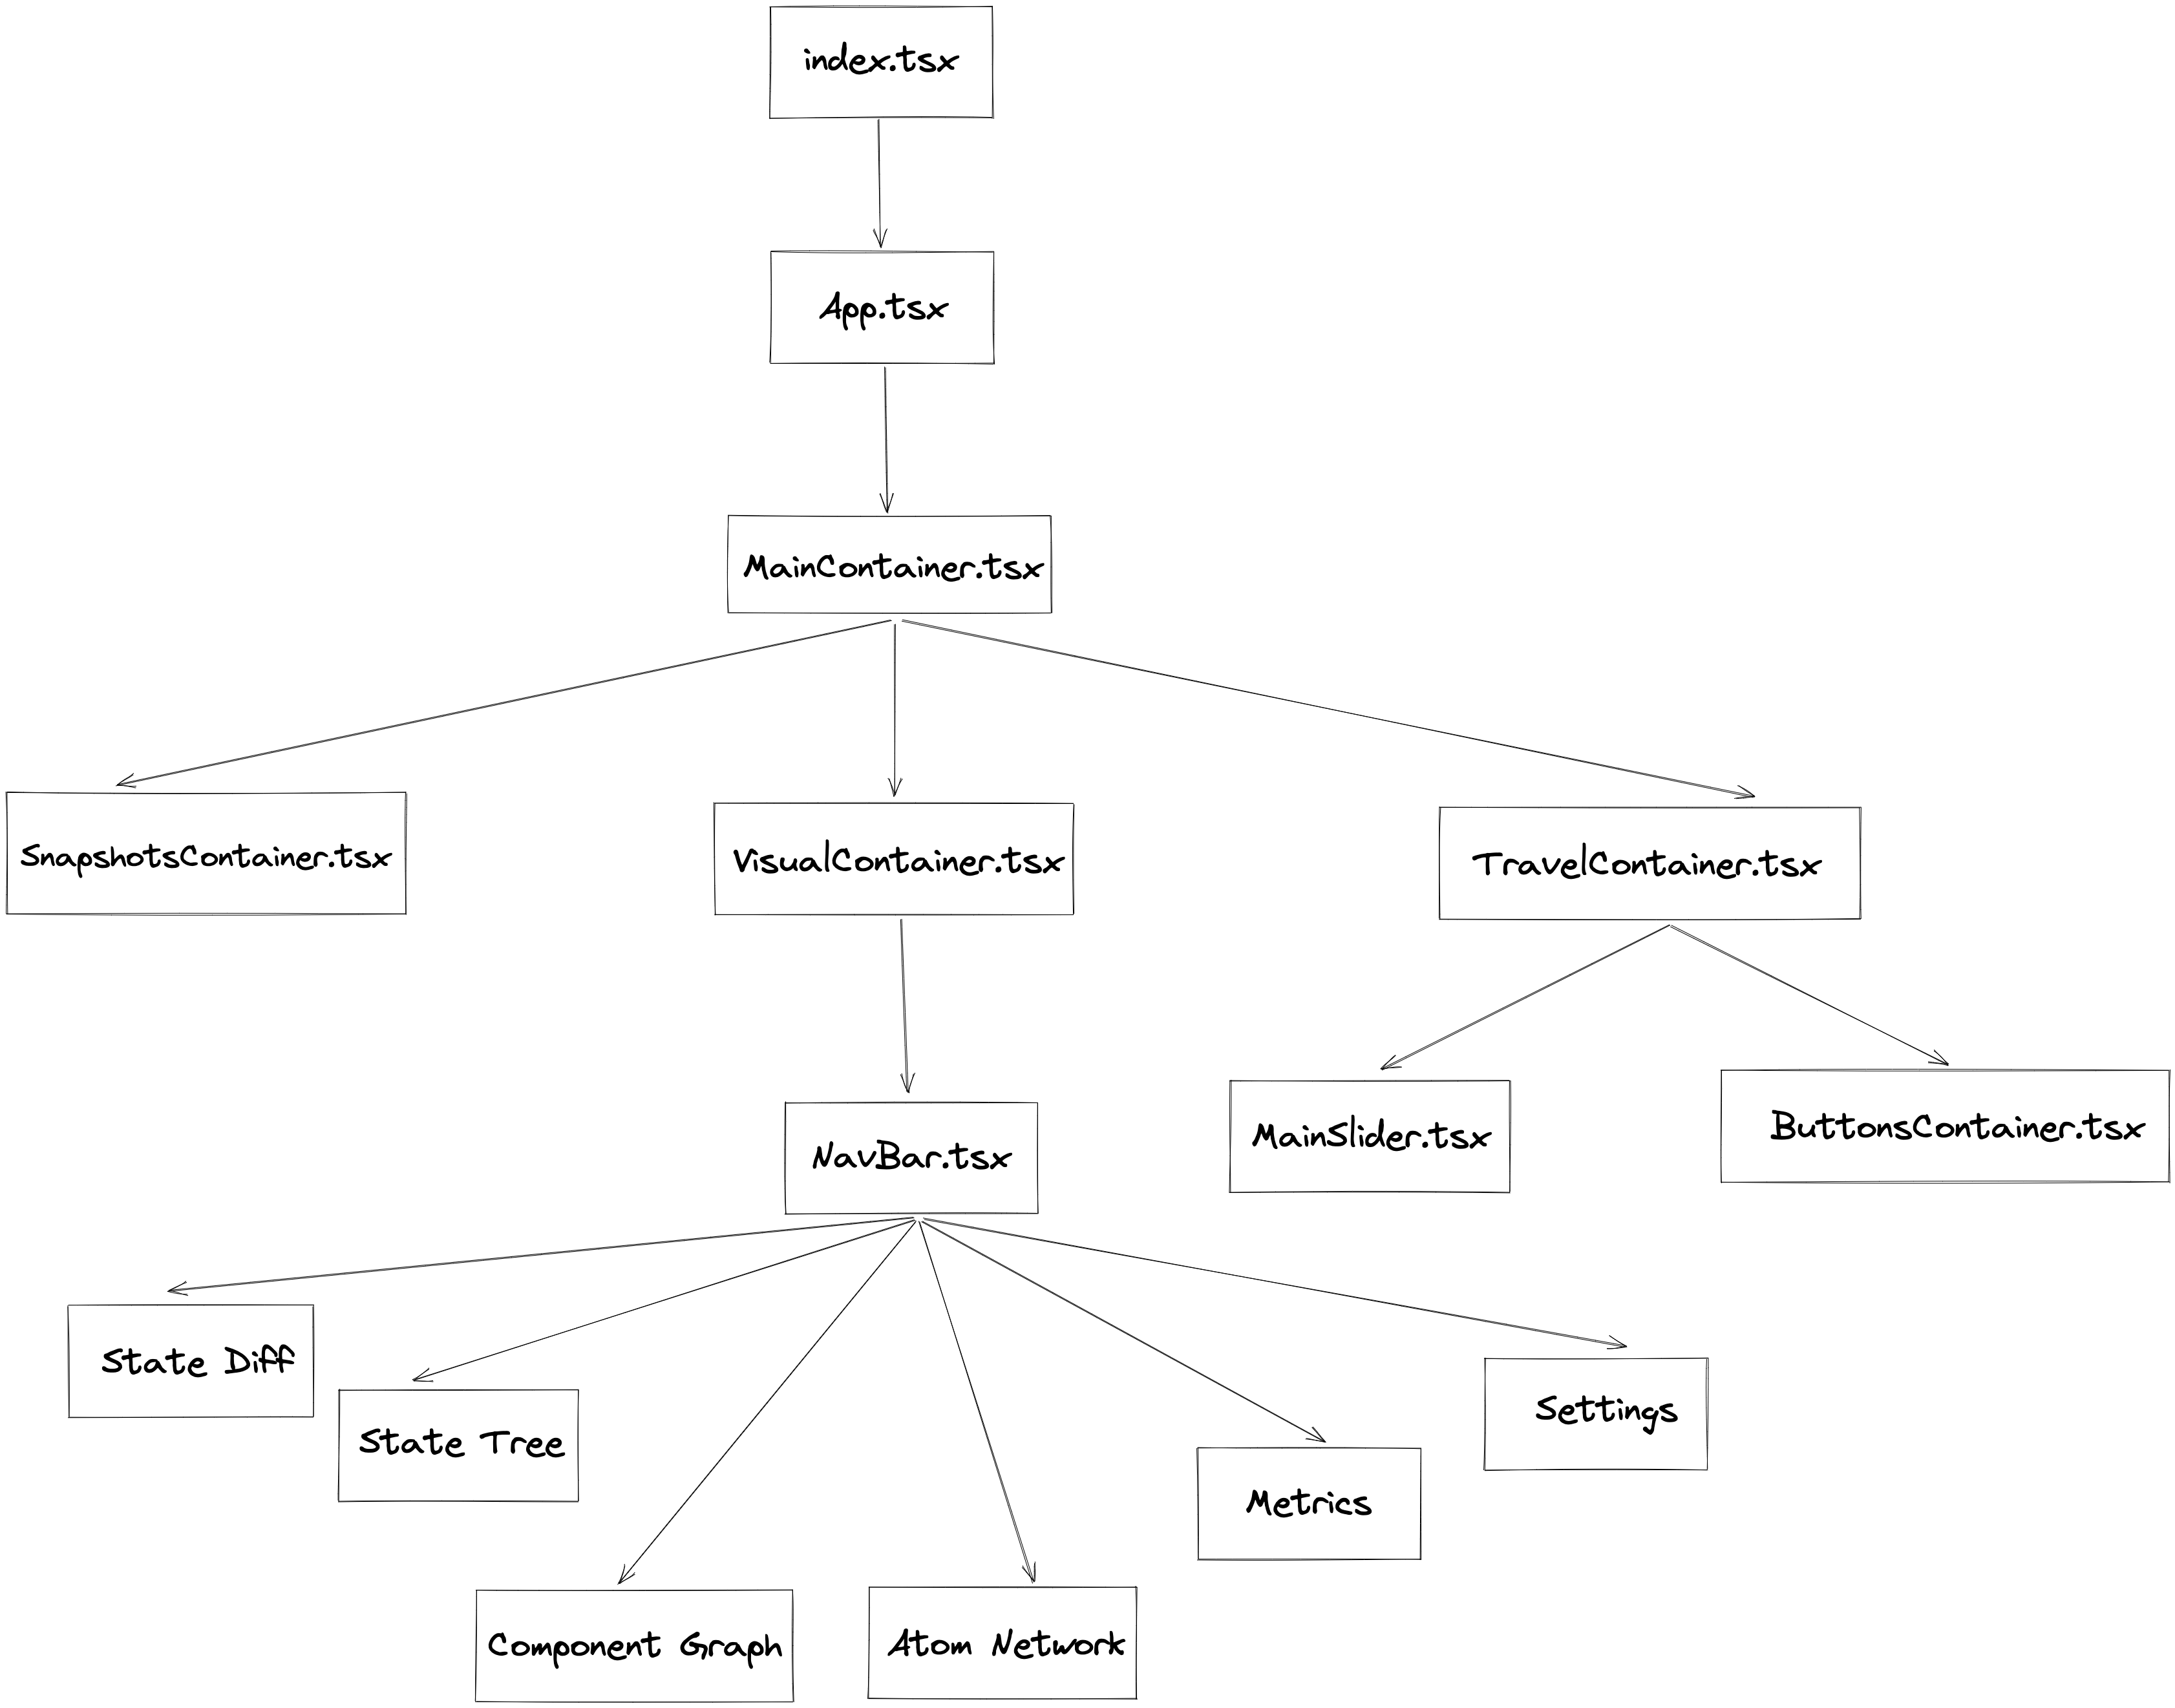 index.tsx
App.tsx
MainContainer.tsx
SnapshotsContainer.tsx
VisualContainer.tsx
TravelContainer.tsx
NavBar.tsx
MainSlider.tsx
ButtonsContainer.tsx
State Diff
State Tree
Component Graph
Atom Network
Metrics
Settings